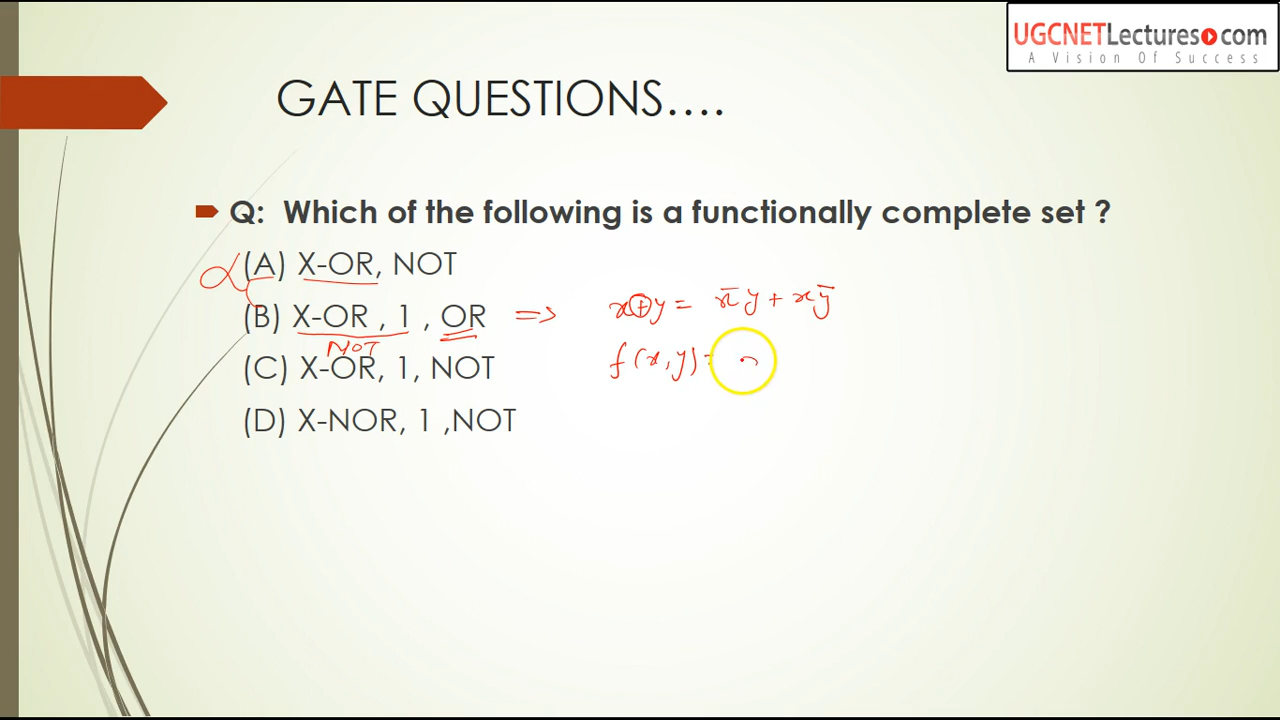 UGCNETLectures.com
A Vision Of Success
GATE QUESTIONS....
Q: Which of the following is a functionally complete set ?
(A) X-OR, NOT
(B) X-OR , 1 , OR => x⊕y = x̅y + xy̅
NOT f(x,y) =
(C) X-OR, 1, NOT
(D) X-NOR, 1 ,NOT